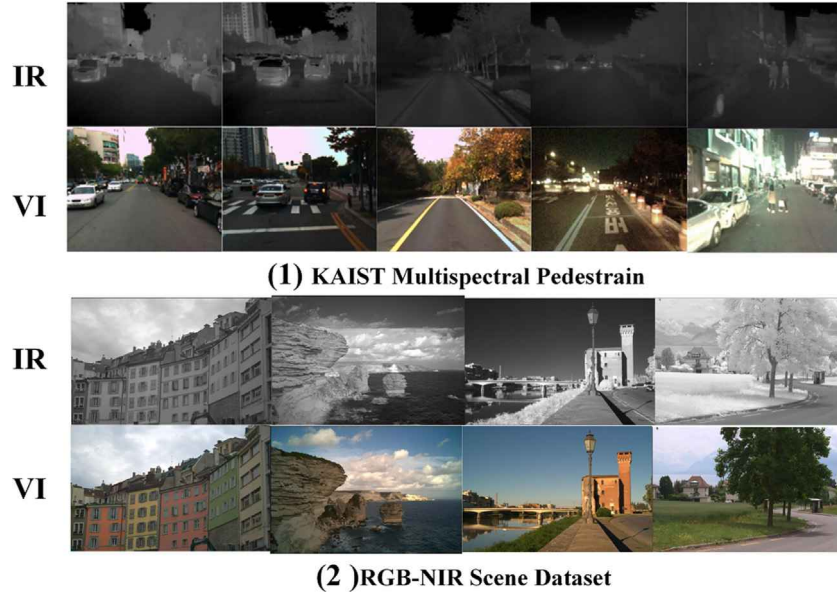 IR
VI
(1) KAIST Multispectral Pedestrain
IR
VI
(2 )RGB-NIR Scene Dataset